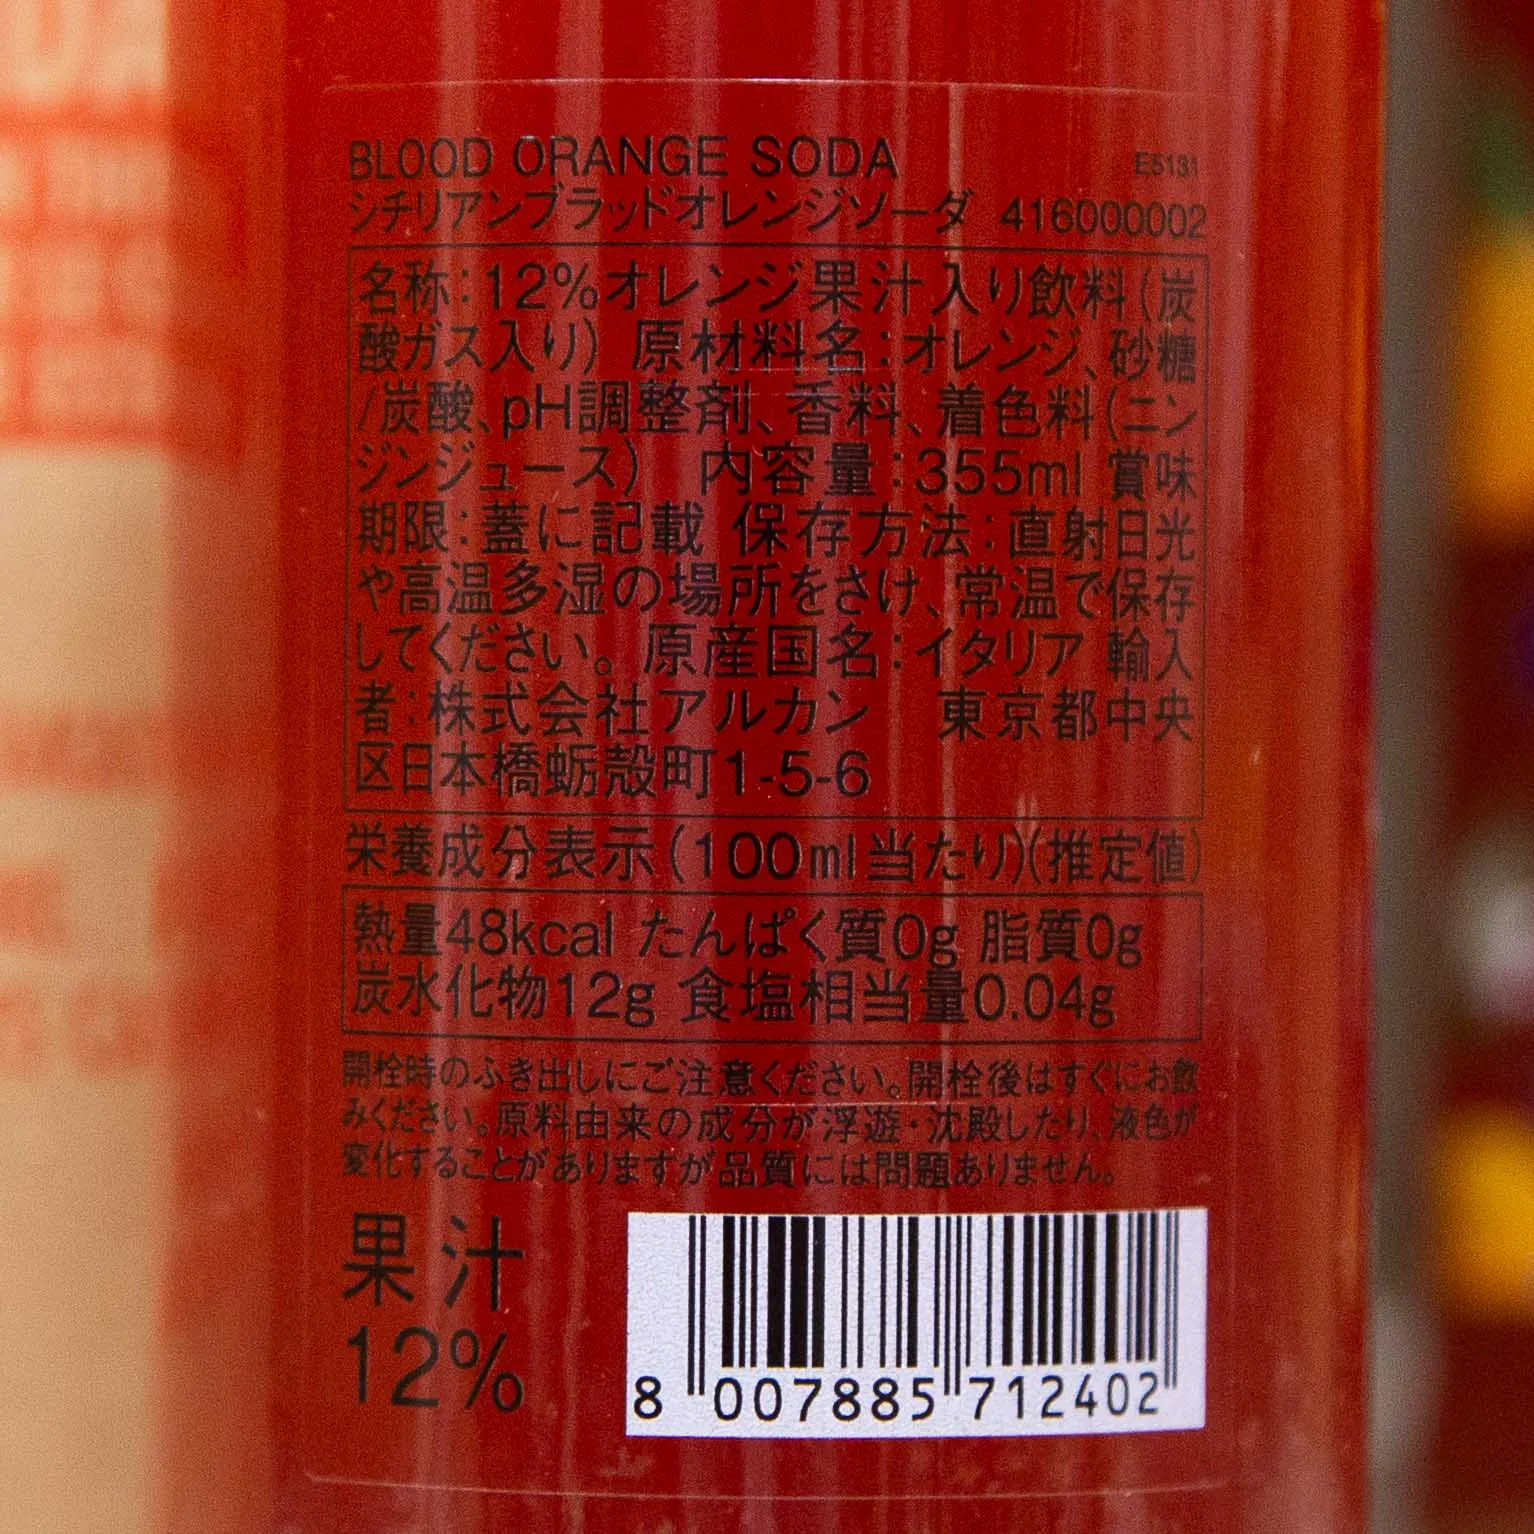 BLOOD ORANGE SODA E5131
シチリアンブラッドオレンジソーダ 416000002
名称:12%オレンジ果汁入り飲料(炭
酸ガス入り) 原材料名:オレンジ、砂糖
/炭酸、pH調整剤、香料、着色料(ニン
ジンジュース) 内容量:355ml 賞味
期限:蓋に記載 保存方法:直射日光
や高温多湿の場所をさけ、常温で保存
してください。原産国名:イタリア 輸入
者:株式会社アルカン 東京都中央
区日本橋蛎殻町1-5-6
栄養成分表示(100ml当たり)(推定値)
熱量48kcal たんぱく質0g 脂質0g
炭水化物12g 食塩相当量0.04g
開栓時のふき出しにご注意ください。開栓後はすぐにお飲
みください。原料由来の成分が浮遊・沈殿したり、液色が
変化することがありますが品質には問題ありません。
果汁
12%
8 007885 712402